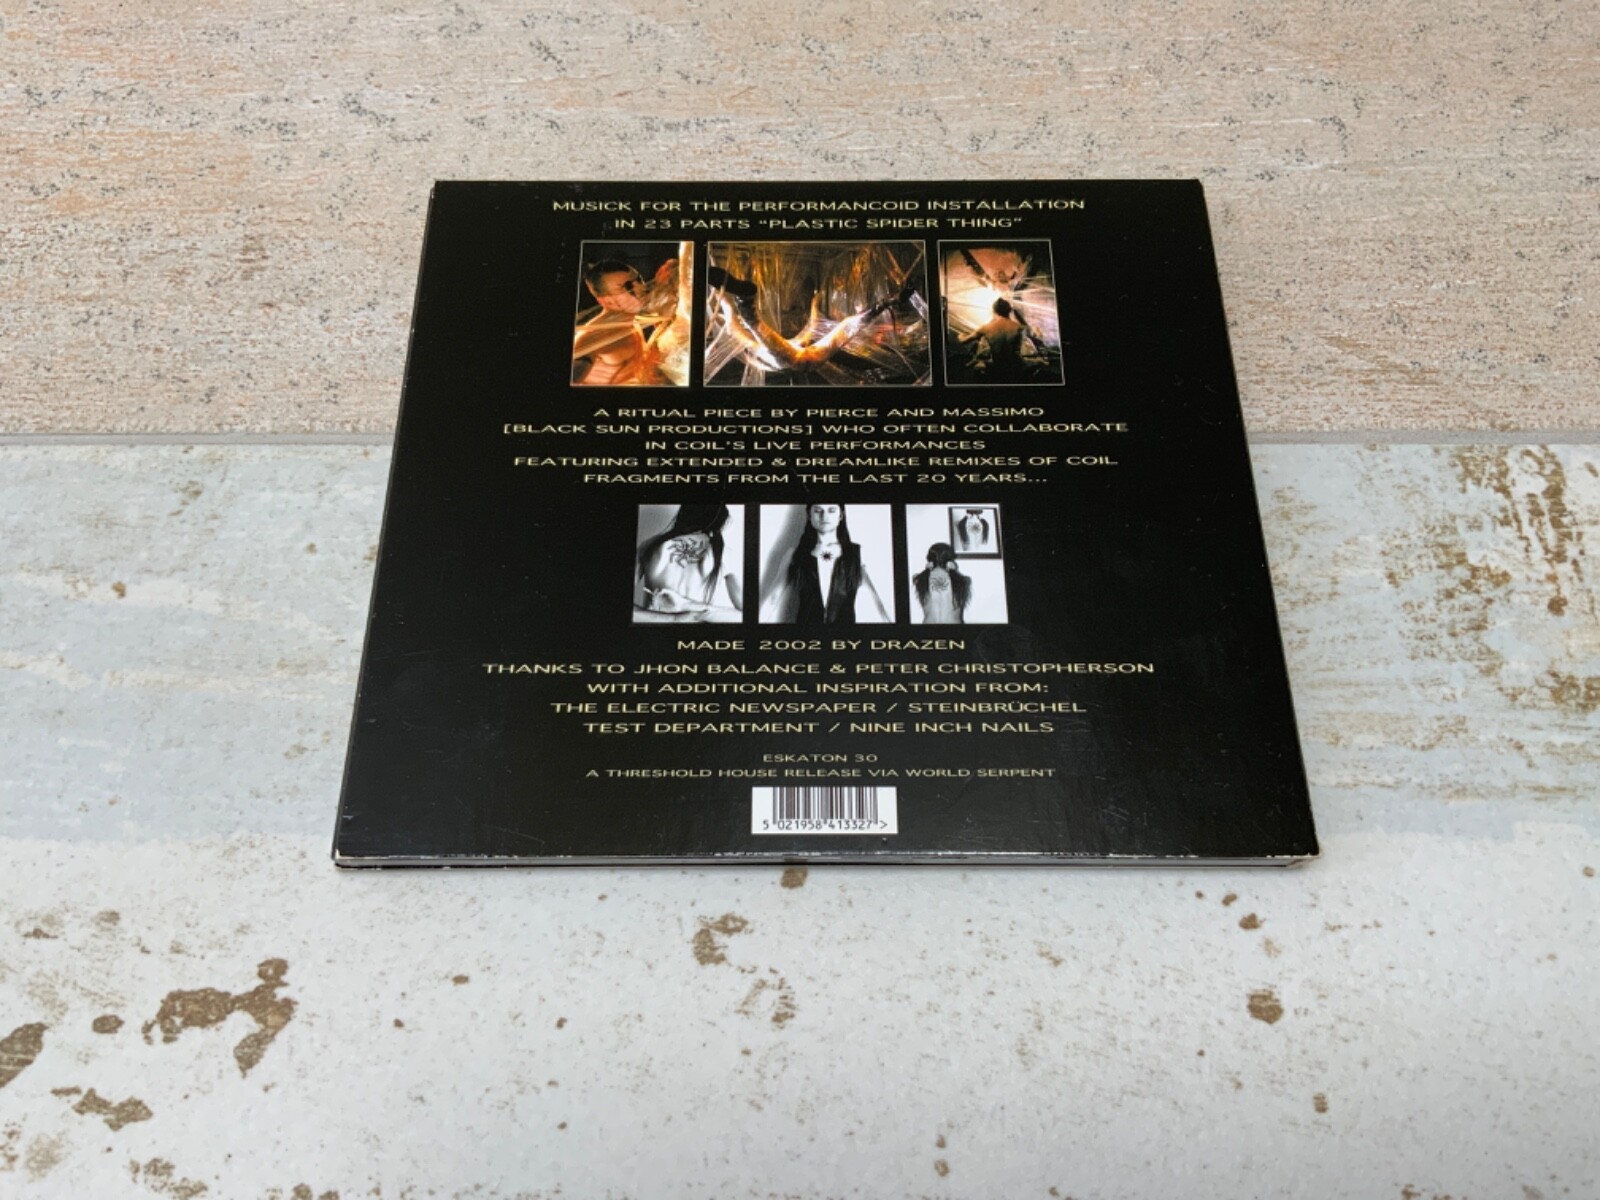 MUSICK FOR THE PERFORMANCOID INSTALLATION
IN 23 PARTS "PLASTIC SPIDER THING"
A RITUAL PIECE BY PIERCE AND MASSIMO
[BLACK SUN PRODUCTIONS] WHO OFTEN COLLABORATE
IN COIL'S LIVE PERFORMANCES
FEATURING EXTENDED & DREAMLIKE REMIXES OF COIL
FRAGMENTS FROM THE LAST 20 YEARS...
MADE 2002 BY DRAZEN
THANKS TO JHON BALANCE & PETER CHRISTOPHERSON
WITH ADDITIONAL INSPIRATION FROM:
THE ELECTRIC NEWSPAPER / STEINBRÜCHEL
TEST DEPARTMENT / NINE INCH NAILS
ESKATON 30
A THRESHOLD HOUSE RELEASE VIA WORLD SERPENT
5 021958 413327 >